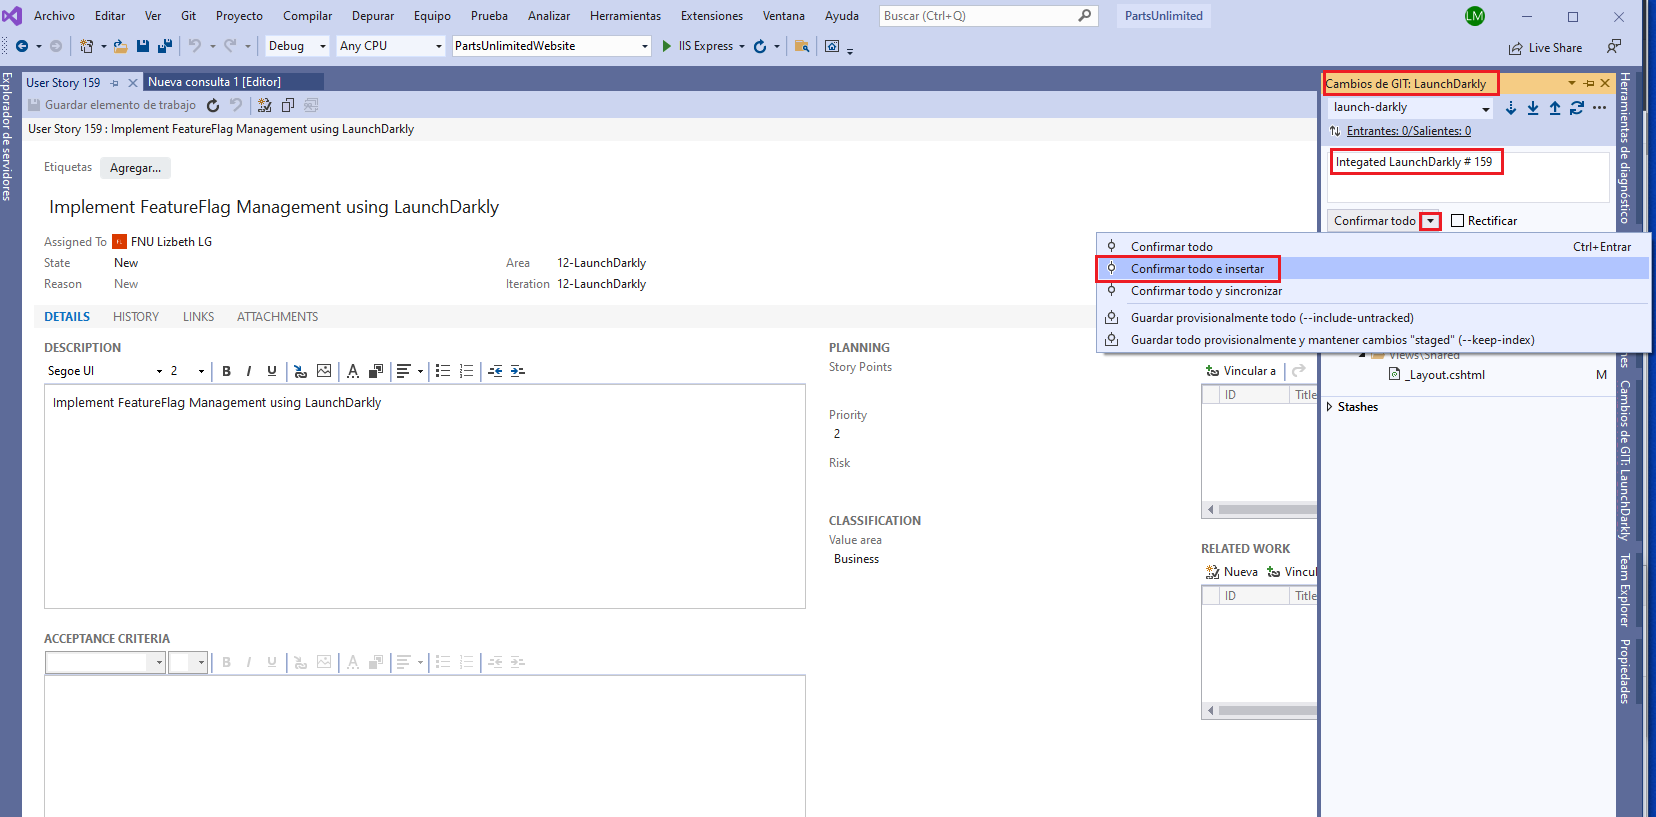 Archivo Editar Ver Git Proyecto Compilar Depurar Equipo Prueba Analizar Herramientas Extensiones Ventana Ayuda Buscar (Ctrl+Q) PartsUnlimited LM
Debug Any CPU PartsUnlimitedWebsite IIS Express Live Share
Explorador de servidores
User Story 159 Nueva consulta 1 [Editor]
Guardar elemento de trabajo
User Story 159 : Implement FeatureFlag Management using LaunchDarkly
Etiquetas Agregar...
Implement FeatureFlag Management using LaunchDarkly
Assigned To FNU Lizbeth LG
State New Area 12-LaunchDarkly
Reason New Iteration 12-LaunchDarkly
DETAILS HISTORY LINKS ATTACHMENTS
DESCRIPTION
Segoe UI 2 B I U A
Implement FeatureFlag Management using LaunchDarkly
ACCEPTANCE CRITERIA
B I U A
PLANNING
Story Points
Priority
2
Risk
CLASSIFICATION
Value area
Business
Vincular a
ID Title
RELATED WORK
Nueva Vincul
ID Title
Cambios de GIT: LaunchDarkly
launch-darkly
Entrantes: 0/Salientes: 0
Integated LaunchDarkly # 159
Confirmar todo Rectificar
Confirmar todo Ctrl+Entrar
Confirmar todo e insertar
Confirmar todo y sincronizar
Guardar provisionalmente todo (--include-untracked)
Guardar todo provisionalmente y mantener cambios "staged" (--keep-index)
Views\Shared
_Layout.cshtml M
Stashes
Herramientas de diagnóstico
Cambios de GIT: LaunchDarkly
Team Explorer
Propiedades